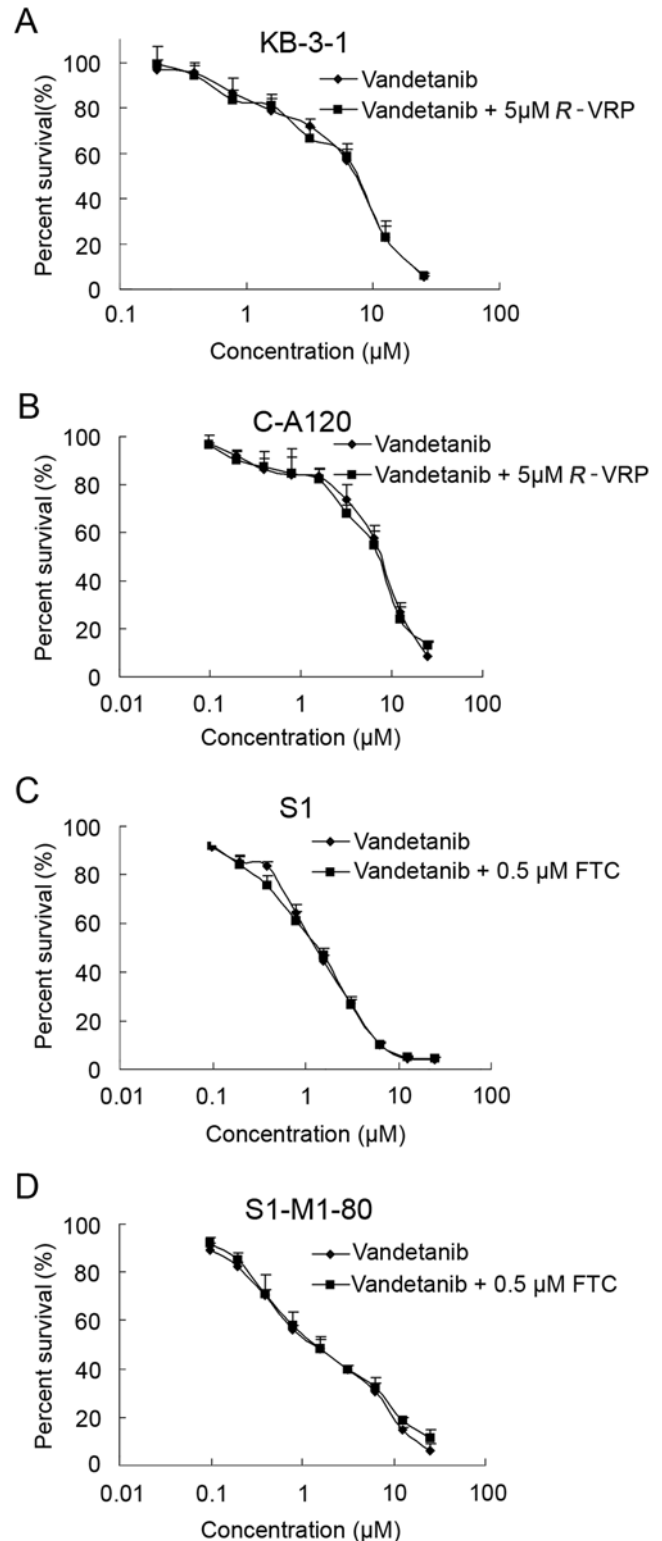 A
KB-3-1
Vandetanib
Vandetanib + 5µM R-VRP
Percent survival(%)
100
80
60
40
20
0
0.1
1
10
100
Concentration (µM)
B
C-A120
Vandetanib
Vandetanib + 5µM R-VRP
Percent survival (%)
100
80
60
40
20
0
0.01
0.1
1
10
100
Concentration (µM)
C
S1
Vandetanib
Vandetanib + 0.5 µM FTC
Percent survival (%)
100
80
60
40
20
0
0.01
0.1
1
10
100
Concentration (µM)
D
S1-M1-80
Vandetanib
Vandetanib + 0.5 µM FTC
Percent survival (%)
100
80
60
40
20
0
0.01
0.1
1
10
100
Concentration (µM)